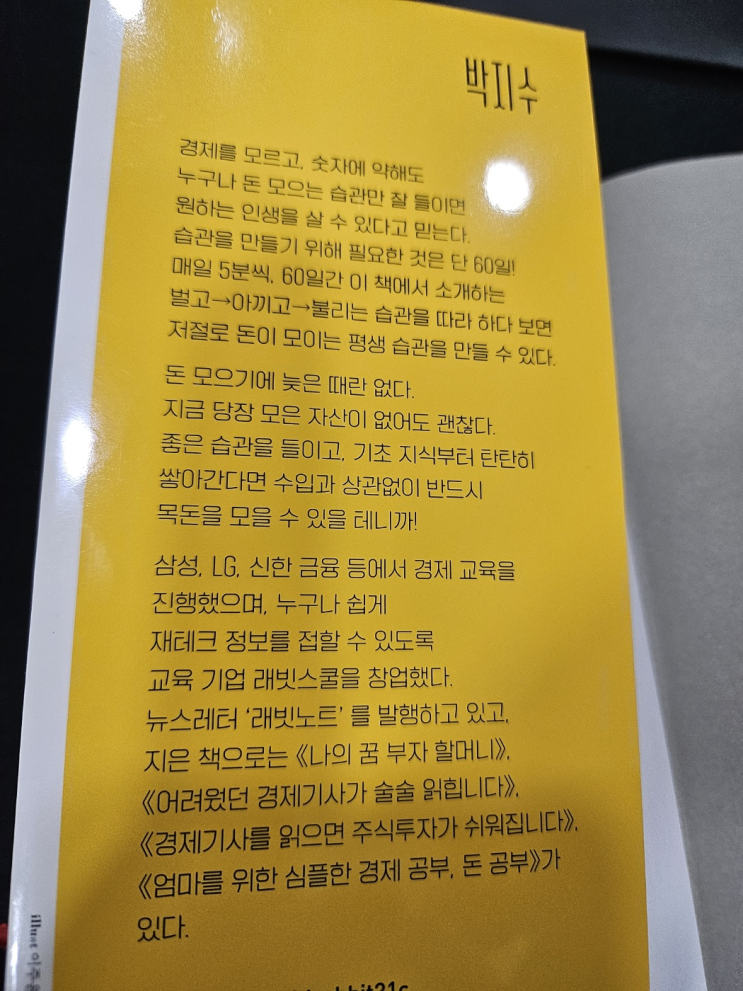 박지수
경제를 모르고, 숫자에 약해도
누구나 돈 모으는 습관만 잘 들이면
원하는 인생을 살 수 있다고 믿는다.
습관을 만들기 위해 필요한 것은 단 60일!
매일 5분씩, 60일간 이 책에서 소개하는
벌고→아끼고→불리는 습관을 따라 하다 보면
저절로 돈이 모이는 평생 습관을 만들 수 있다.
돈 모으기에 늦은 때란 없다.
지금 당장 모은 자산이 없어도 괜찮다.
좋은 습관을 들이고, 기초 지식부터 탄탄히
쌓아간다면 수입과 상관없이 반드시
목돈을 모을 수 있을 테니까!
삼성, LG, 신한 금융 등에서 경제 교육을
진행했으며, 누구나 쉽게
재테크 정보를 접할 수 있도록
교육 기업 래빗스쿨을 창업했다.
뉴스레터 ‘래빗노트’를 발행하고 있고,
지은 책으로는 《나의 꿈 부자 할머니》,
《어려웠던 경제기사가 술술 읽힙니다》,
《경제기사를 읽으면 주식투자가 쉬워집니다》,
《엄마를 위한 심플한 경제 공부, 돈 공부》가
있다.
illust